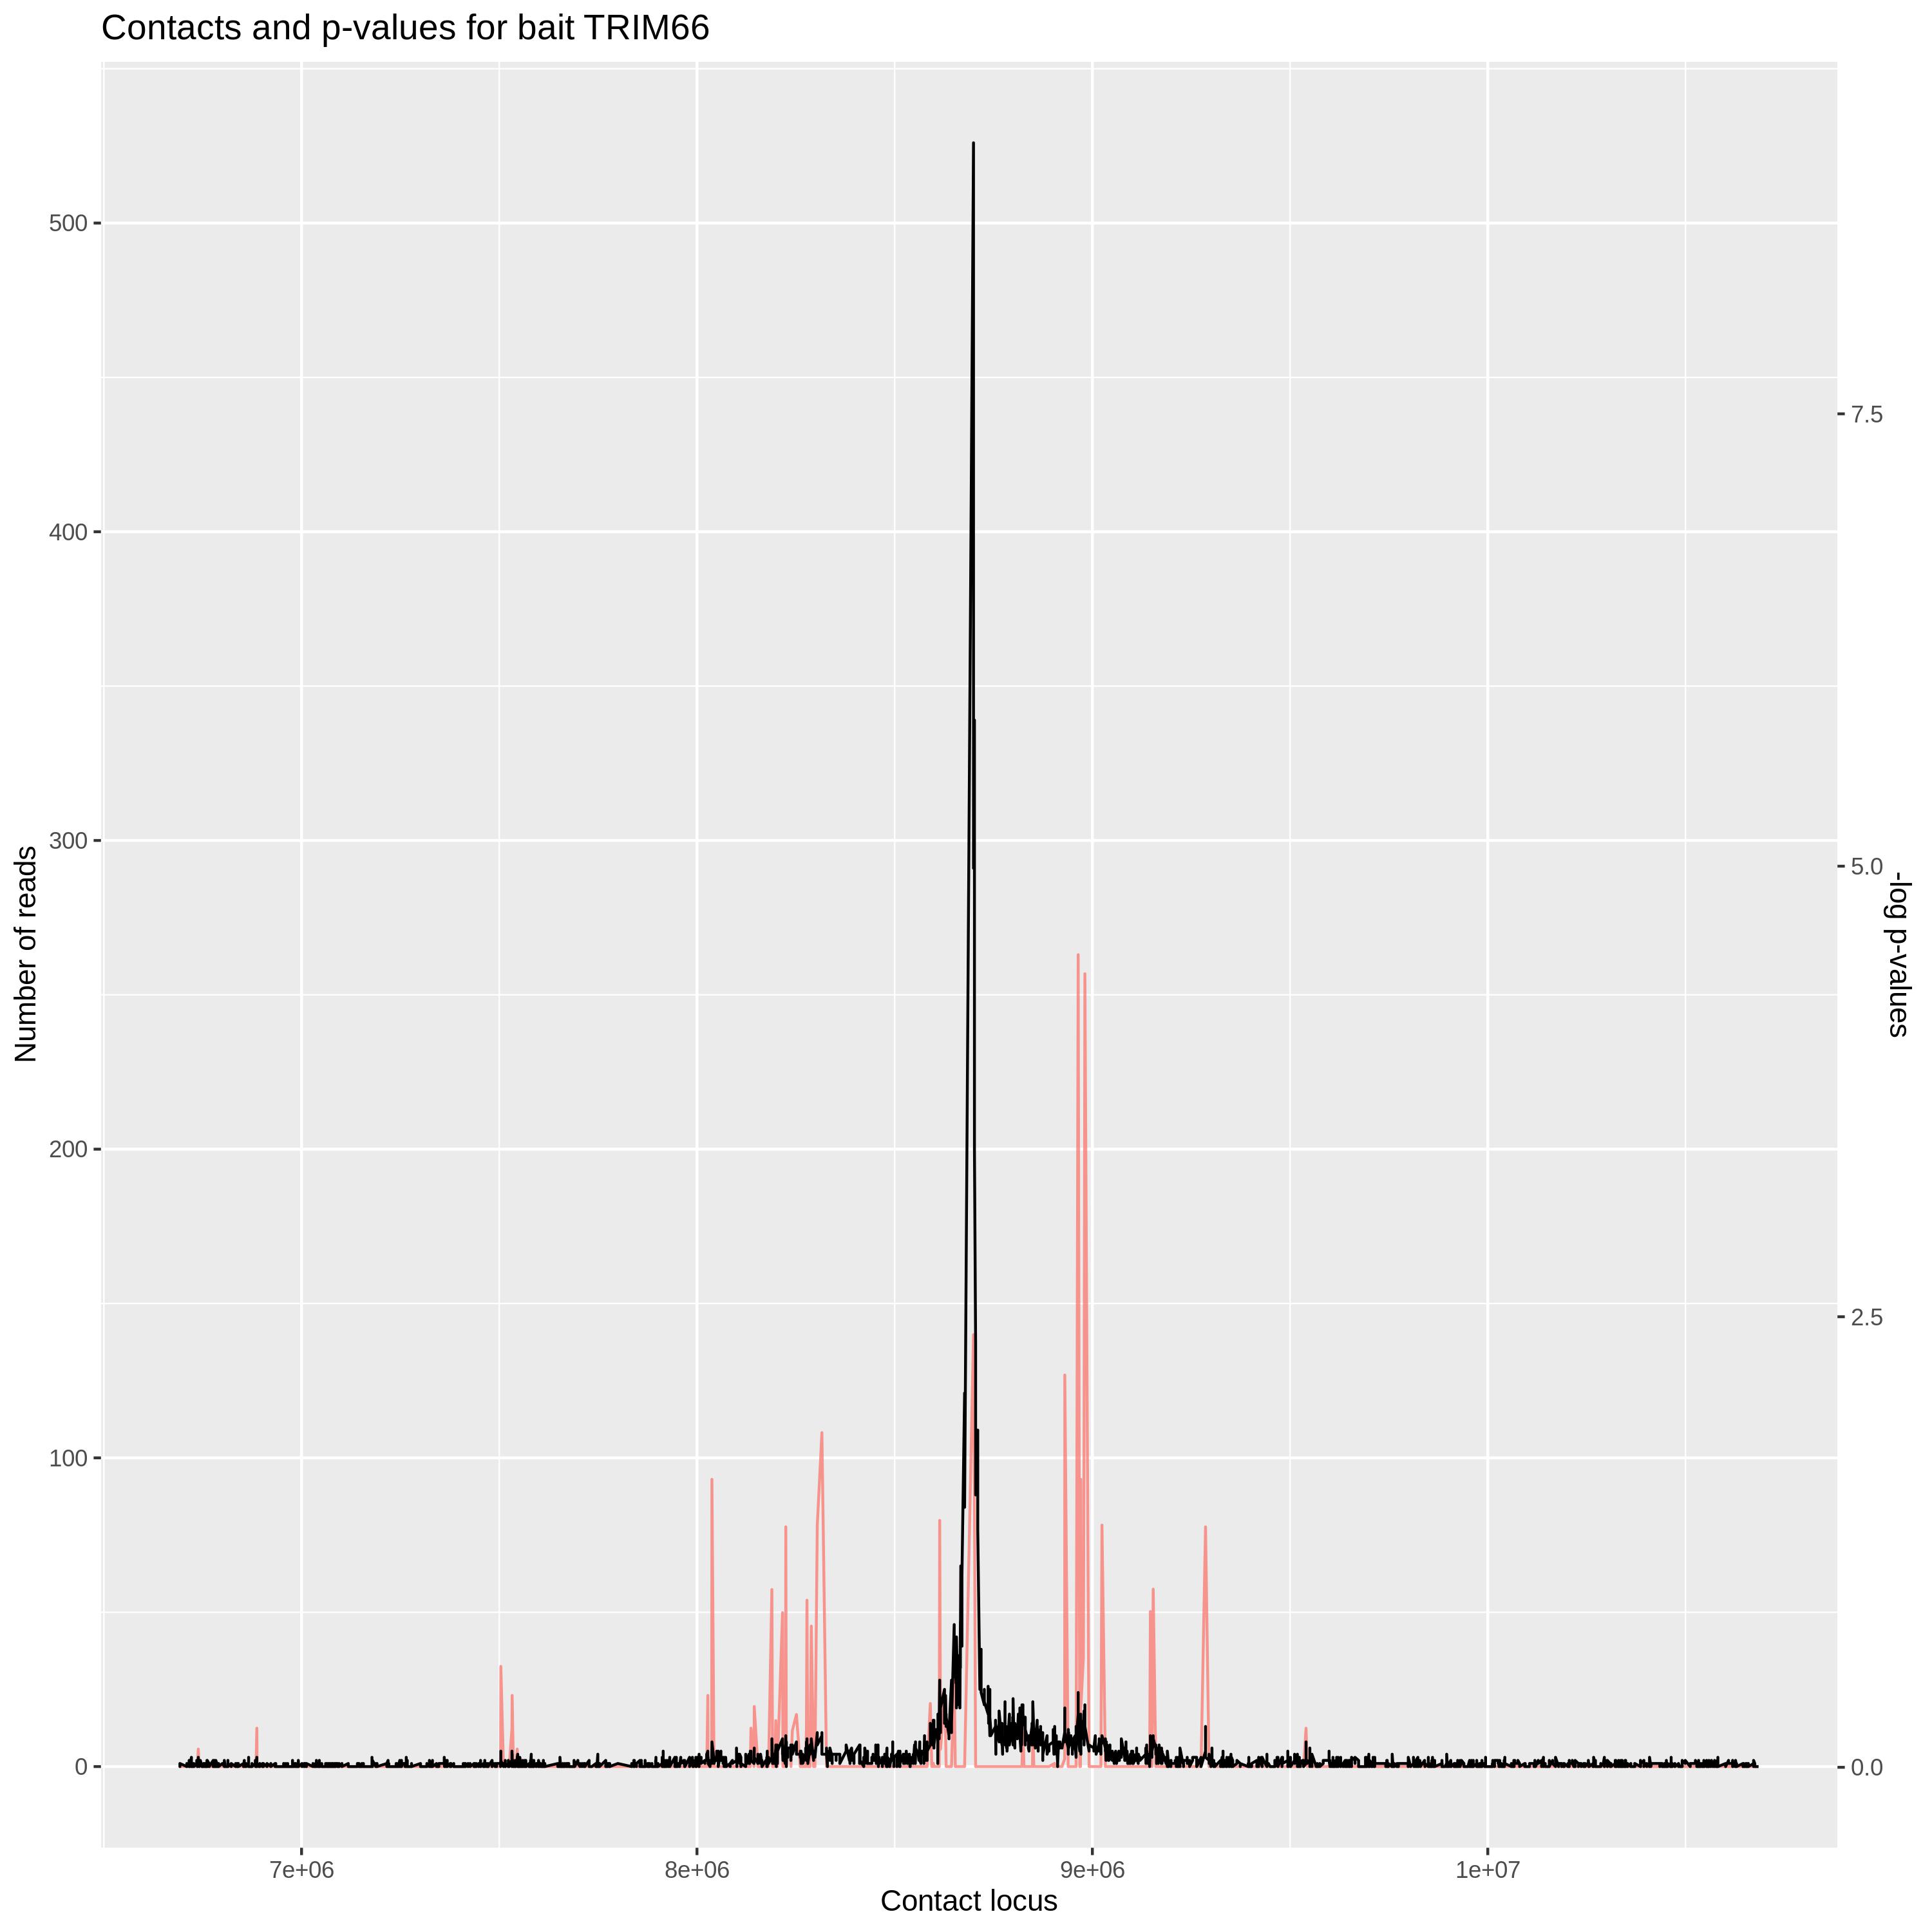 Contacts and p-values for bait TRIM66
Number of reads
500
400
300
200
100
0
7.5
5.0
2.5
0.0
-log p-values
7e+06
8e+06
9e+06
1e+07
Contact locus